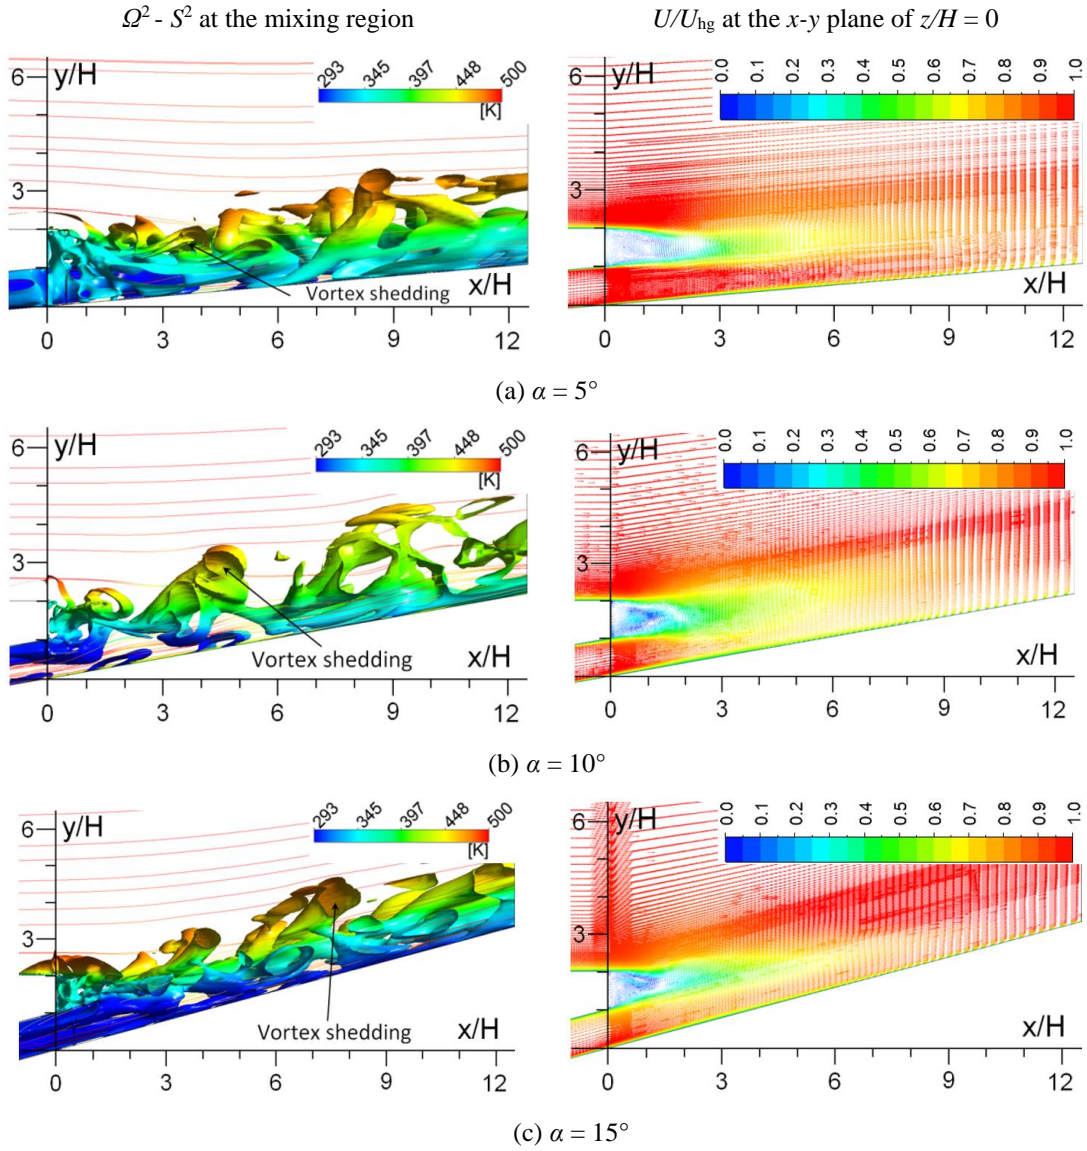 Ω² - S² at the mixing region
U/Uhg at the x-y plane of z/H = 0
6 y/H 293 345 397 448 500
[K]
3
Vortex shedding x/H
0 3 6 9 12
6 y/H 0.0 0.1 0.2 0.3 0.4 0.5 0.6 0.7 0.8 0.9 1.0
3
x/H
0 3 6 9 12
(a) α = 5°
6 y/H 293 345 397 448 500
[K]
3
Vortex shedding x/H
0 3 6 9 12
6 y/H 0.0 0.1 0.2 0.3 0.4 0.5 0.6 0.7 0.8 0.9 1.0
3
x/H
0 3 6 9 12
(b) α = 10°
6 y/H 293 345 397 448 500
[K]
3
Vortex shedding x/H
0 3 6 9 12
6 y/H 0.0 0.1 0.2 0.3 0.4 0.5 0.6 0.7 0.8 0.9 1.0
3
x/H
0 3 6 9 12
(c) α = 15°